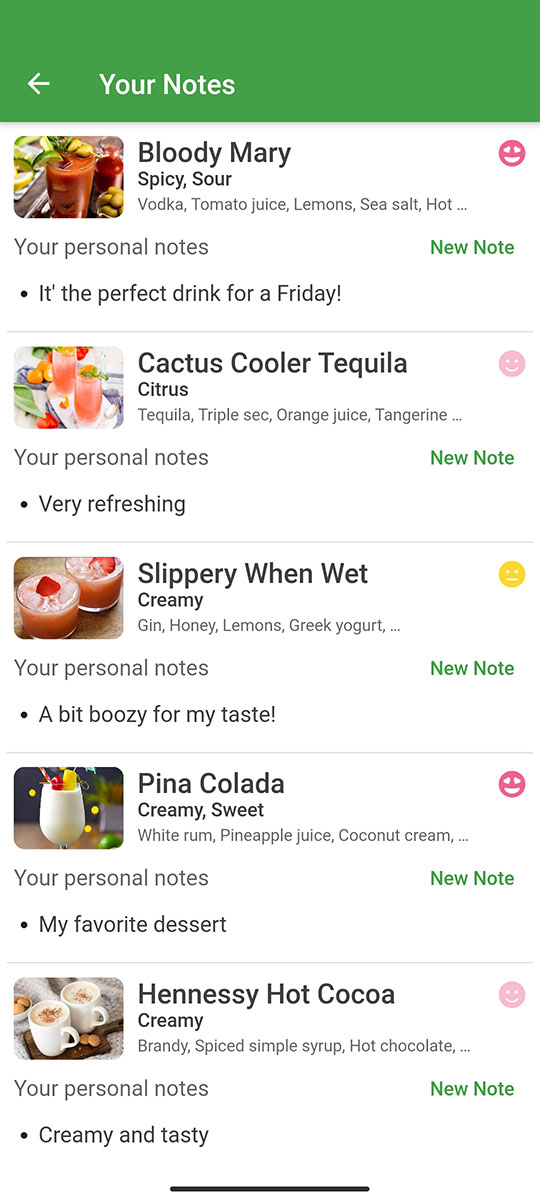 Your Notes
Bloody Mary
Spicy, Sour
Vodka, Tomato juice, Lemons, Sea salt, Hot ...
Your personal notes New Note
• It' the perfect drink for a Friday!
Cactus Cooler Tequila
Citrus
Tequila, Triple sec, Orange juice, Tangerine ...
Your personal notes New Note
• Very refreshing
Slippery When Wet
Creamy
Gin, Honey, Lemons, Greek yogurt, ...
Your personal notes New Note
• A bit boozy for my taste!
Pina Colada
Creamy, Sweet
White rum, Pineapple juice, Coconut cream, ...
Your personal notes New Note
• My favorite dessert
Hennessy Hot Cocoa
Creamy
Brandy, Spiced simple syrup, Hot chocolate, ...
Your personal notes New Note
• Creamy and tasty